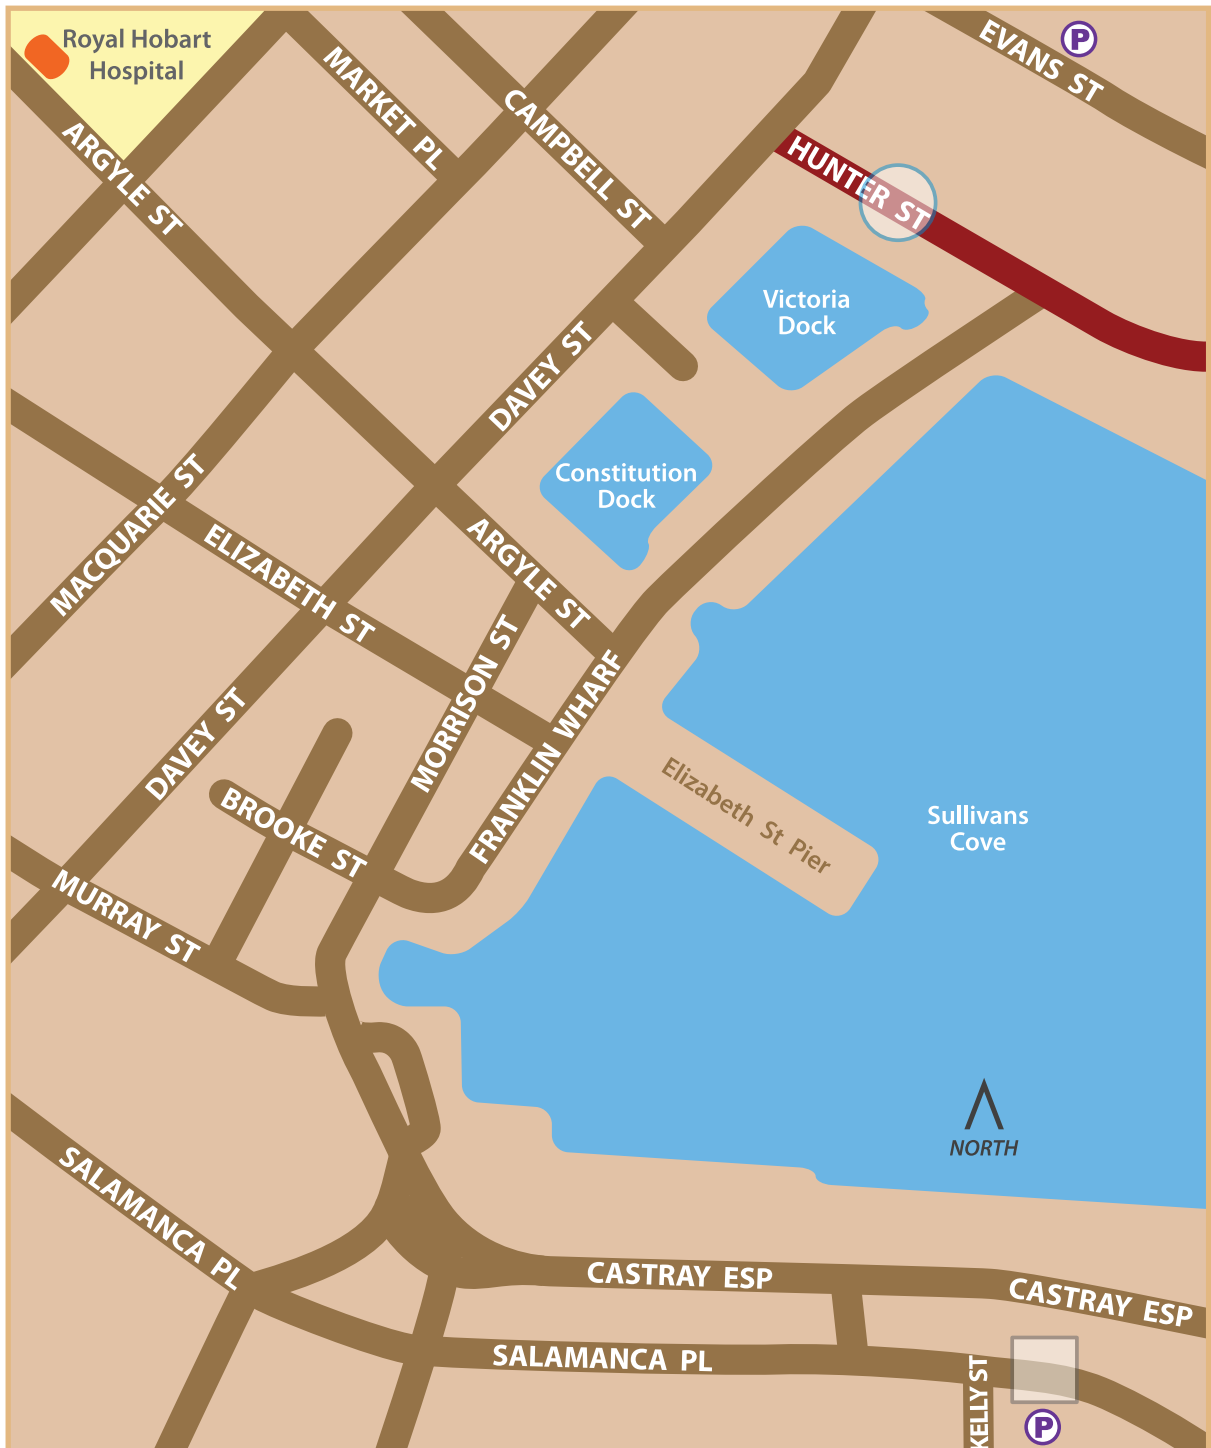 Royal Hobart
Hospital
P
EVANS ST
MARKET PL
CAMPBELL ST
ARGYLE ST
HUNTER ST
Victoria
Dock
DAVEY ST
Constitution
Dock
MACQUARIE ST
ELIZABETH ST
ARGYLE ST
MORRISON ST
FRANKLIN WHARF
DAVEY ST
BROOKE ST
Elizabeth St Pier
Sullivans
Cove
MURRAY ST
NORTH
SALAMANCA PL
CASTRAY ESP
CASTRAY ESP
SALAMANCA PL
KELLY ST
P